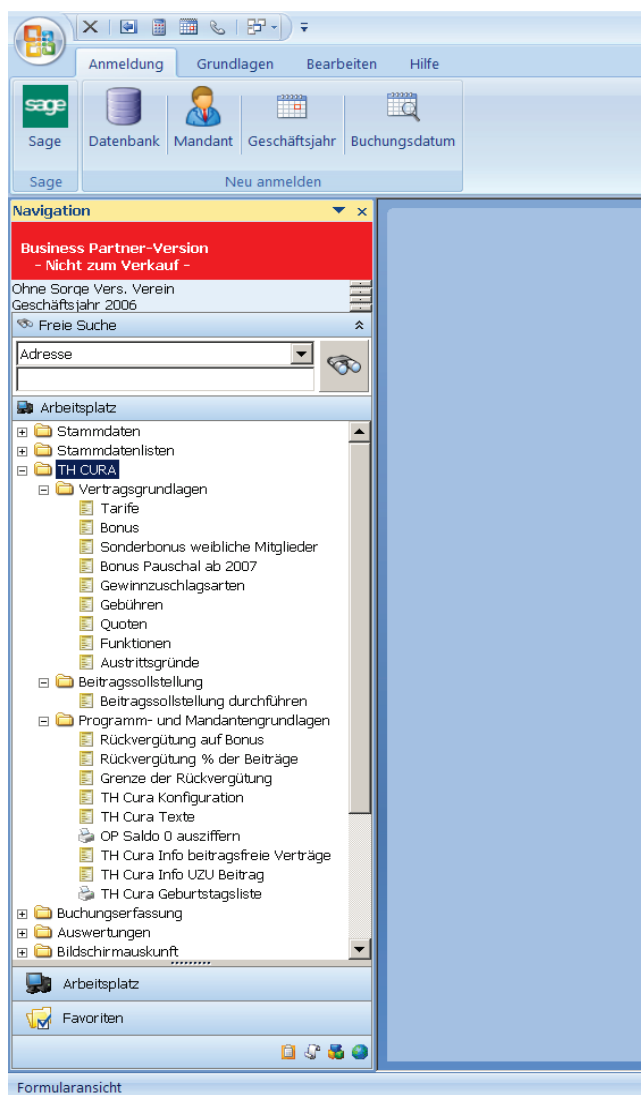 Anmeldung Grundlagen Bearbeiten Hilfe
sage
Sage Datenbank Mandant Geschäftsjahr Buchungsdatum
Sage Neu anmelden
Navigation
Business Partner-Version
- Nicht zum Verkauf -
Ohne Sorge Vers. Verein
Geschäftsjahr 2006
Freie Suche
Adresse
Arbeitsplatz
Stammdaten
Stammdatenlisten
TH CURA
Vertragsgrundlagen
Tarife
Bonus
Sonderbonus weibliche Mitglieder
Bonus Pauschal ab 2007
Gewinnzuschlagsarten
Gebühren
Quoten
Funktionen
Austrittsgründe
Beitragssollstellung
Beitragssollstellung durchführen
Programm- und Mandantengrundlagen
Rückvergütung auf Bonus
Rückvergütung % der Beiträge
Grenze der Rückvergütung
TH Cura Konfiguration
TH Cura Texte
OP Saldo 0 ausziffern
TH Cura Info beitragsfreie Verträge
TH Cura Info UZU Beitrag
TH Cura Geburtstagsliste
Buchungserfassung
Auswertungen
Bildschirmauskunft
Arbeitsplatz
Favoriten
Formularansicht